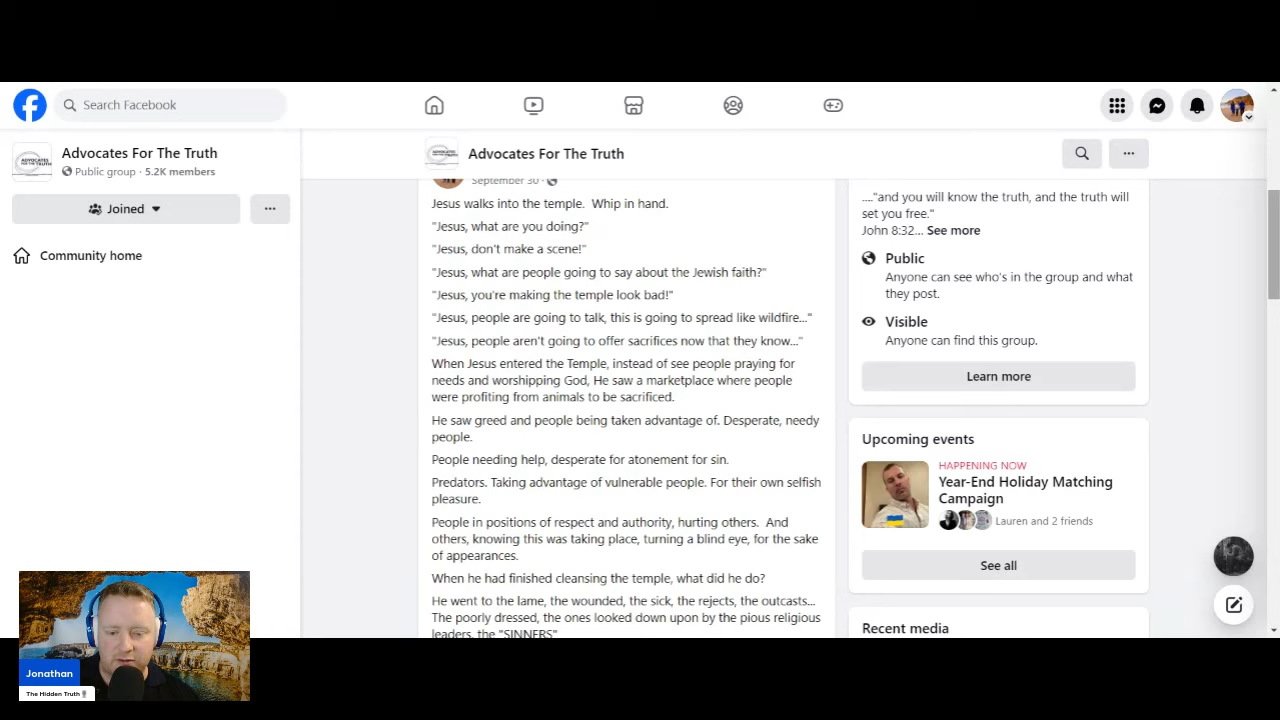 Search Facebook
Advocates For The Truth
Public group · 5.2K members
Joined
Community home
Advocates For The Truth
September 30 ·
Jesus walks into the temple.  Whip in hand.
"Jesus, what are you doing?"
"Jesus, don't make a scene!"
"Jesus, what are people going to say about the Jewish faith?"
"Jesus, you're making the temple look bad!"
"Jesus, people are going to talk, this is going to spread like wildfire..."
"Jesus, people aren't going to offer sacrifices now that they know..."
When Jesus entered the Temple, instead of see people praying for
needs and worshipping God, He saw a marketplace where people
were profiting from animals to be sacrificed.
He saw greed and people being taken advantage of. Desperate, needy
people.
People needing help, desperate for atonement for sin.
Predators. Taking advantage of vulnerable people. For their own selfish
pleasure.
People in positions of respect and authority, hurting others.  And
others, knowing this was taking place, turning a blind eye, for the sake
of appearances.
When he had finished cleansing the temple, what did he do?
He went to the lame, the wounded, the sick, the rejects, the outcasts...
The poorly dressed, the ones looked down upon by the pious religious
leaders, the "SINNERS"
...."and you will know the truth, and the truth will
set you free."
John 8:32... See more
Public
Anyone can see who's in the group and what
they post.
Visible
Anyone can find this group.
Learn more
Upcoming events
HAPPENING NOW
Year-End Holiday Matching
Campaign
Lauren and 2 friends
See all
Recent media
Jonathan
The Hidden Truth